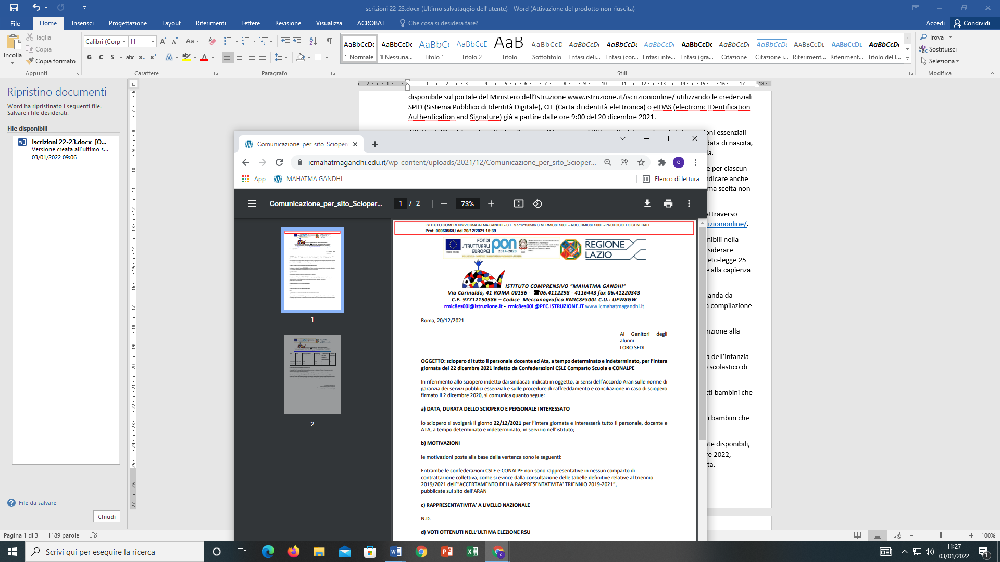 Iscrizioni 22-23.docx (Ultimo salvataggio dell'utente) - Word (Attivazione del prodotto non riuscita)
File Home Inserisci Progettazione Layout Riferimenti Lettere Revisione Visualizza ACROBAT Che cosa si desidera fare? Accedi Condividi
Incolla
Taglia
Copia
Copia formato
Appunti
Calibri (Corp 11
Carattere
Paragrafo
AaBbCcDc AaBbCcDc AaBbCc AaBbCcD AaB AaBbCcD AaBbCcDc AaBbCcDc AaBbCcDc AaBbCcDc AaBbCcDc AaBbCcDc AABBCCDD AABBCCDD AaBbCcDc
¶ Normale ¶ Nessuna... Titolo 1 Titolo 2 Titolo Sottotitolo Enfasi deli... Enfasi (cor... Enfasi inte... Enfasi (gra... Citazione Citazione i... Riferiment... Riferiment... Titolo del l...
Stili
Trova
Sostituisci
Seleziona
Modifica
Ripristino documenti
Word ha ripristinato i seguenti file.
Salvare i file desiderati.
File disponibili
Iscrizioni 22-23.docx [O...
Versione creata all'ultimo s...
03/01/2022 09:06
File da salvare
Chiudi
disponibile sul portale del Ministero dell'Istruzione www.istruzione.it/iscrizionionline/ utilizzando le credenziali
SPID (Sistema Pubblico di Identità Digitale), CIE (Carta di identità elettronica) o eIDAS (electronic IDentification
Authentication and Signature) già a partire dalle ore 9:00 del 20 dicembre 2021.
oni essenziali
data di nascita,
la.
e per ciascun
ndicare anche
ma scelta non
attraverso
rizionionline/.
nibili nella
nsiderare
reto-legge 25
e alla capienza
manda da
a compilazione
rizione alla
a dell'infanzia
o scolastico di
tti bambini che
li bambini che
nte disponibili,
re 2022,
ta.
Comunicazione_per_sito_Sciopero
icmahatmagandhi.edu.it/wp-content/uploads/2021/12/Comunicazione_per_sito_Scioper... C
App MAHATMA GANDHI Elenco di lettura
Comunicazione_per_sito_Scioper... 1 / 2 73%
1
2
ISTITUTO COMPRENSIVO MAHATMA GANDHI - C.F. 97712150586 C.M. RMIC8ES00L - AOO_RMIC8ES00L - PROTOCOLLO GENERALE
Prot. 0006056/U del 20/12/2021 15:39
UNIONE EUROPEA
FONDI
STRUTTURALI
EUROPEI
pon
2014-2020
REGIONE
LAZIO
ISTITUTO COMPRENSIVO "MAHATMA GANDHI"
Via Corinaldo, 41 ROMA 00156 - ☎06.4112298 - 4116443 fax 06.41220343
C.F. 97712150586 – Codice Meccanografico RMIC8ES00L C.U.: UFW8GW
rmic8es00l@istruzione.it - rmic8es00l @PEC.ISTRUZIONE.IT www.icmahatmagandhi.it
Roma, 20/12/2021
Ai Genitori degli
alunni
LORO SEDI
OGGETTO: sciopero di tutto il personale docente ed Ata, a tempo determinato e indeterminato, per l'intera
giornata del 22 dicembre 2021 indetto da Confederazioni CSLE Comparto Scuola e CONALPE
In riferimento allo sciopero indetto dai sindacati indicati in oggetto, ai sensi dell'Accordo Aran sulle norme di
garanzia dei servizi pubblici essenziali e sulle procedure di raffreddamento e conciliazione in caso di sciopero
firmato il 2 dicembre 2020, si comunica quanto segue:
a) DATA, DURATA DELLO SCIOPERO E PERSONALE INTERESSATO
lo sciopero si svolgerà il giorno 22/12/2021 per l'intera giornata e interesserà tutto il personale, docente e
ATA, a tempo determinato e indeterminato, in servizio nell'istituto;
b) MOTIVAZIONI
le motivazioni poste alla base della vertenza sono le seguenti:
Entrambe le confederazioni CSLE e CONALPE non sono rappresentative in nessun comparto di
contrattazione collettiva, come si evince dalla consultazione delle tabelle definitive relative al triennio
2019/2021 dell'"ACCERTAMENTO DELLA RAPPRESENTATIVITA' TRIENNIO 2019-2021",
pubblicate sul sito dell'ARAN
c) RAPPRESENTATIVITA' A LIVELLO NAZIONALE
N.D.
d) VOTI OTTENUTI NELL'ULTIMA ELEZIONE RSU
Pagina 1 di 3 1189 parole 100%
Scrivi qui per eseguire la ricerca
11:27
03/01/2022
1